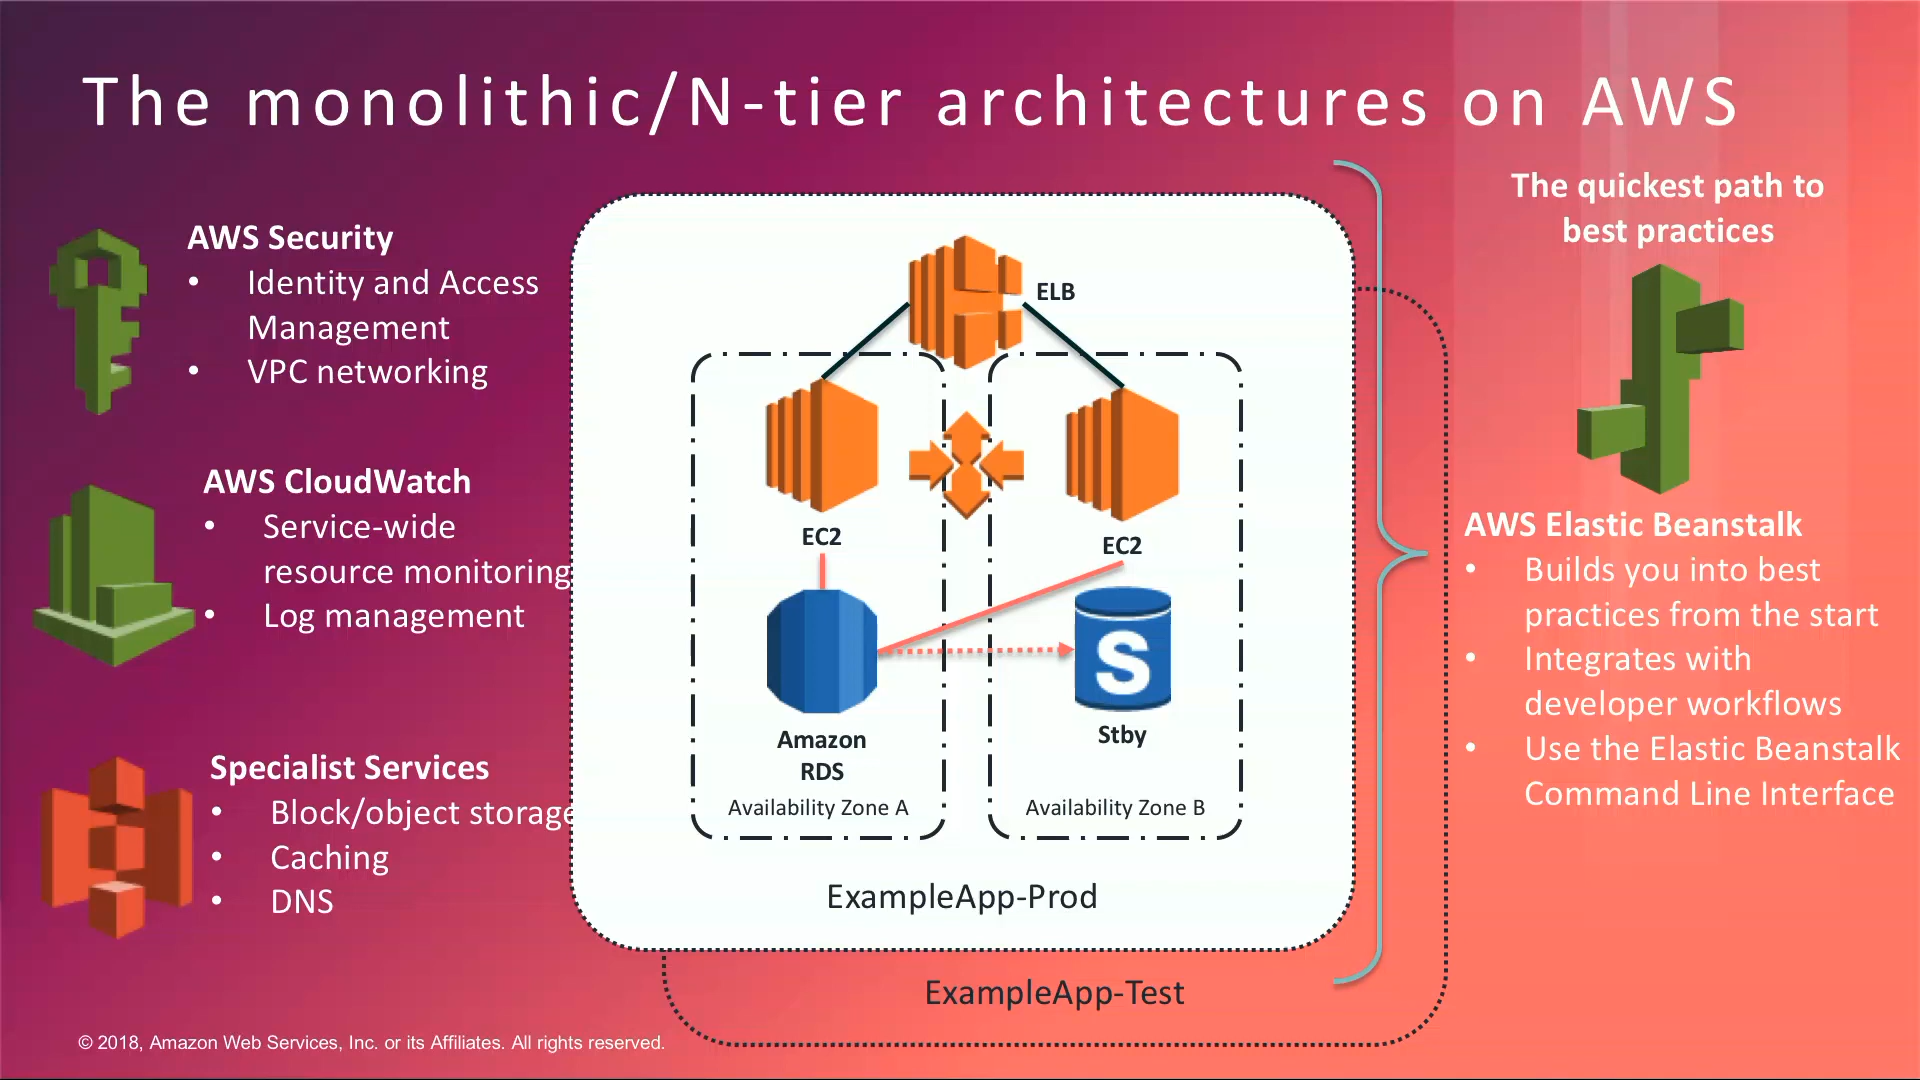 The monolithic/N-tier architectures on AWS
AWS Security
• Identity and Access
Management
• VPC networking
AWS CloudWatch
• Service-wide
resource monitoring
• Log management
Specialist Services
• Block/object storage
• Caching
• DNS
ELB
EC2
EC2
Amazon
RDS
Stby
S
Availability Zone A
Availability Zone B
ExampleApp-Prod
ExampleApp-Test
The quickest path to
best practices
AWS Elastic Beanstalk
• Builds you into best
practices from the start
• Integrates with
developer workflows
• Use the Elastic Beanstalk
Command Line Interface
© 2018, Amazon Web Services, Inc. or its Affiliates. All rights reserved.